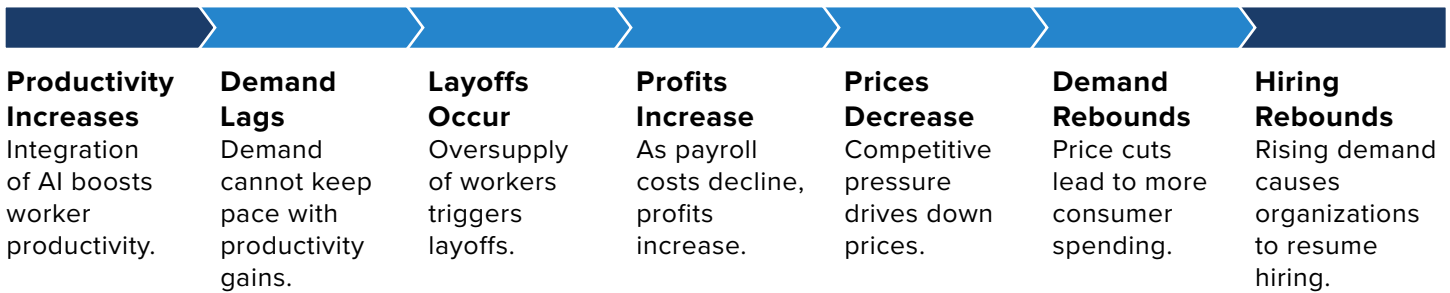 Productivity
Increases
Integration
of AI boosts
worker
productivity.
Demand
Lags
Demand
cannot keep
pace with
productivity
gains.
Layoffs
Occur
Oversupply
of workers
triggers
layoffs.
Profits
Increase
As payroll
costs decline,
profits
increase.
Prices
Decrease
Competitive
pressure
drives down
prices.
Demand
Rebounds
Price cuts
lead to more
consumer
spending.
Hiring
Rebounds
Rising demand
causes
organizations
to resume
hiring.